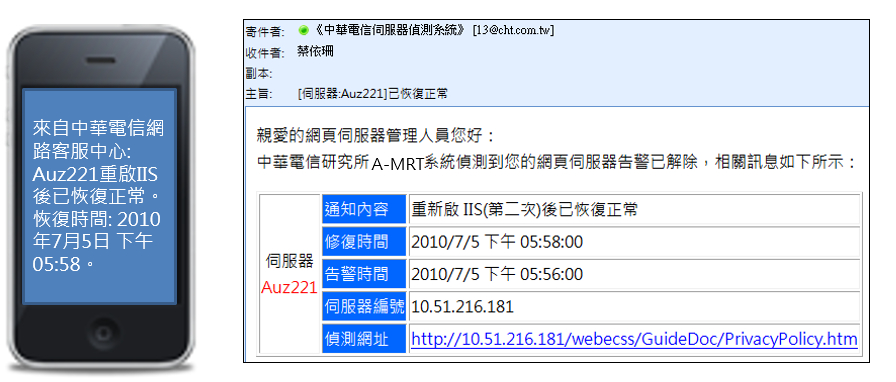 來自中華電信網
路客服中心:
Auz221重啟IIS
後已恢復正常。
恢復時間: 2010
年7月5日 下午
05:58。
寄件者: 《中華電信伺服器偵測系統》 [13@cht.com.tw]
收件者: 蔡依珊
副本:
主旨: [伺服器:Auz221]已恢復正常
親愛的網頁伺服器管理人員您好：
中華電信研究所A-MRT系統偵測到您的網頁伺服器告警已解除，相關訊息如下所示：
伺服器
Auz221
通知內容 重新啟 IIS(第二次)後已恢復正常
修復時間 2010/7/5 下午 05:58:00
告警時間 2010/7/5 下午 05:56:00
伺服器編號 10.51.216.181
偵測網址 http://10.51.216.181/webecss/GuideDoc/PrivacyPolicy.htm